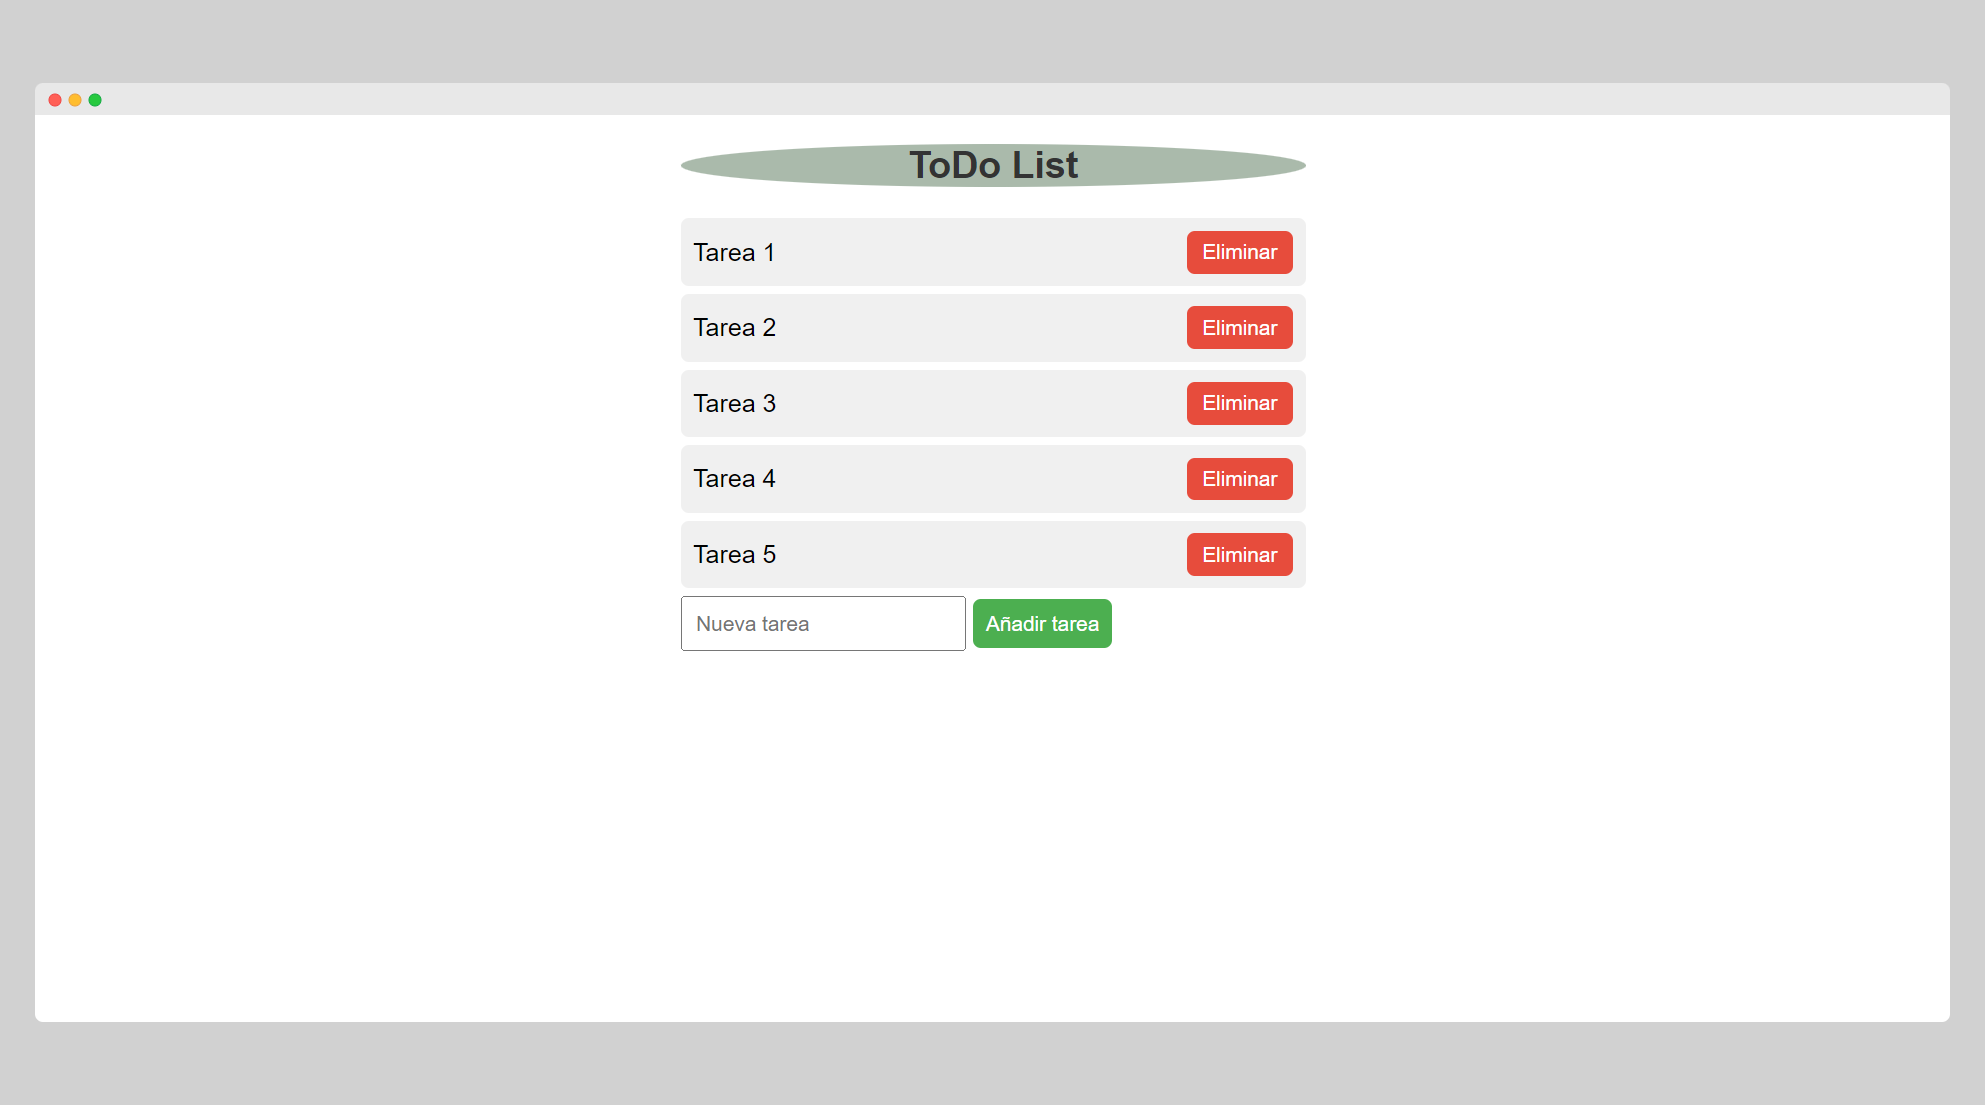 ToDo List
Tarea 1 Eliminar
Tarea 2 Eliminar
Tarea 3 Eliminar
Tarea 4 Eliminar
Tarea 5 Eliminar
Nueva tarea Añadir tarea